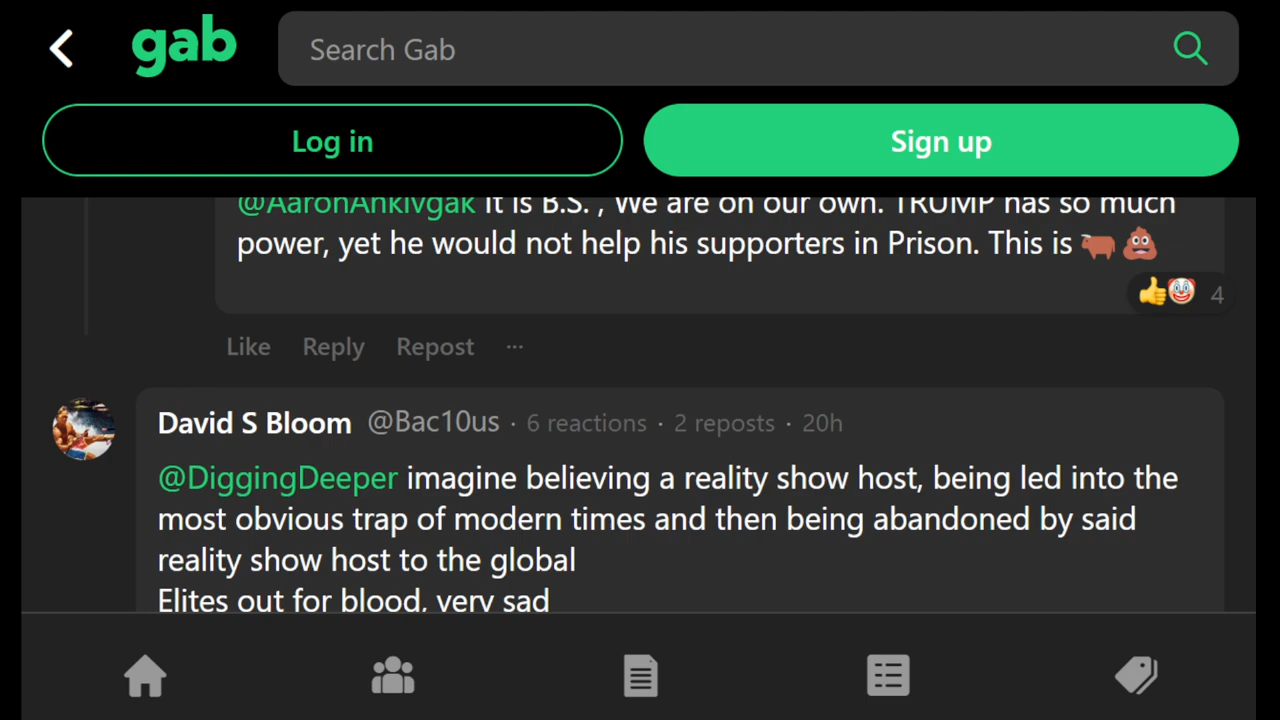 gab
Search Gab
Log in
Sign up
@AaronAnkivgak It is B.S. , We are on our own. TRUMP has so much
power, yet he would not help his supporters in Prison. This is 🐂💩
👍🤡 4
Like Reply Repost ...
David S Bloom @Bac10us · 6 reactions · 2 reposts · 20h
@DiggingDeeper imagine believing a reality show host, being led into the
most obvious trap of modern times and then being abandoned by said
reality show host to the global
Elites out for blood, very sad